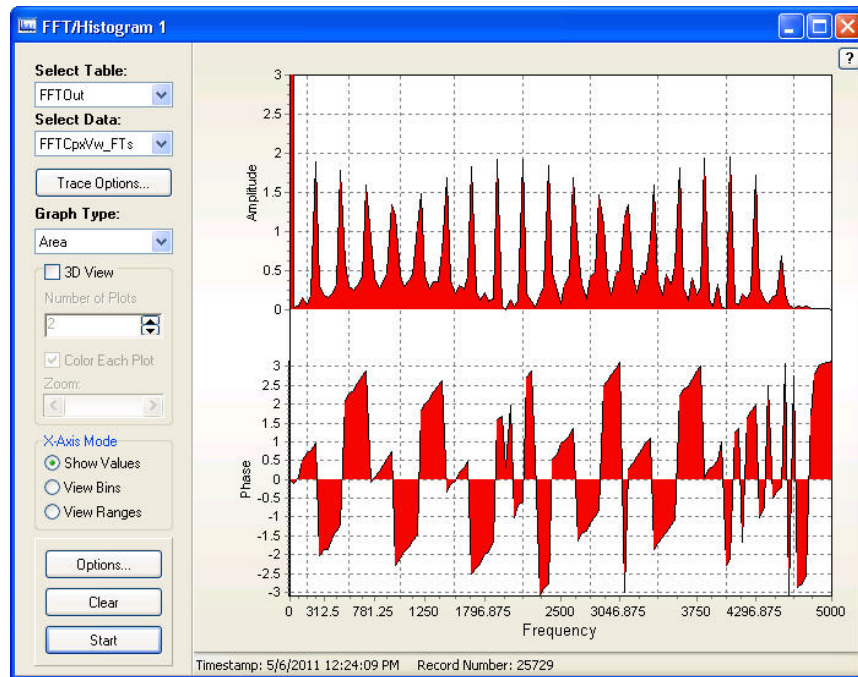 FFT/Histogram 1
?
Select Table:
FFTOut
Select Data:
FFTCpxVw_FTs
Trace Options...
Graph Type:
Area
3D View
Number of Plots
2
Color Each Plot
Zoom:
X-Axis Mode
Show Values
View Bins
View Ranges
Options...
Clear
Start
Amplitude
3
2.5
2
1.5
1
0.5
0
Phase
3
2.5
2
1.5
1
0.5
0
-0.5
-1
-1.5
-2
-2.5
-3
0 312.5 781.25 1250 1796.875 2500 3046.875 3750 4296.875 5000
Frequency
Timestamp: 5/6/2011 12:24:09 PM Record Number: 25729